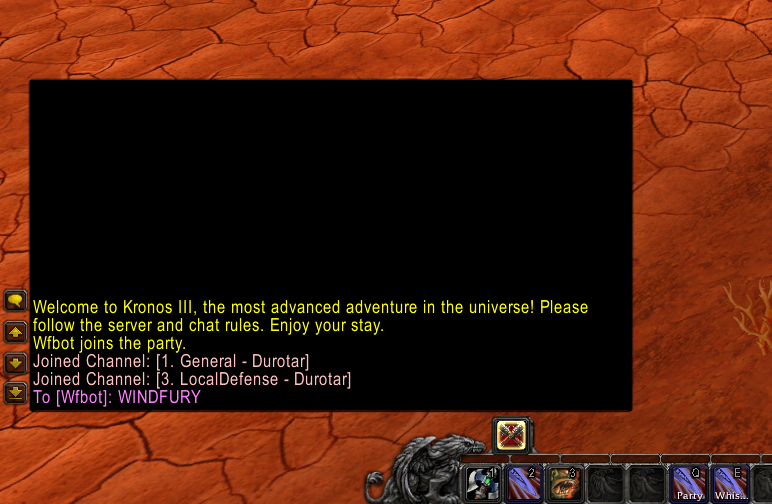 Welcome to Kronos III, the most advanced adventure in the universe! Please
follow the server and chat rules. Enjoy your stay.
Wfbot joins the party.
Joined Channel: [1. General - Durotar]
Joined Channel: [3. LocalDefense - Durotar]
To [Wfbot]: WINDFURY
1 2 3 Q E
Party Whis...